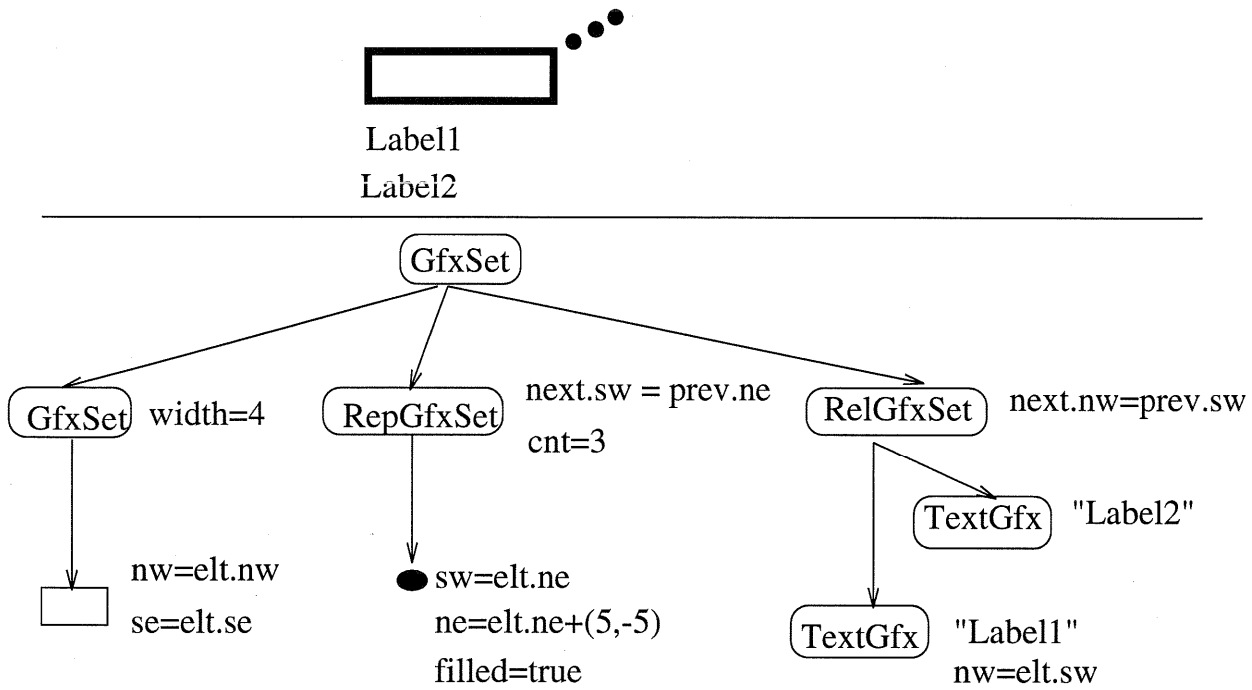 Label1
Label2
GfxSet
GfxSet width=4
RepGfxSet
next.sw = prev.ne
cnt=3
RelGfxSet next.nw=prev.sw
nw=elt.nw
se=elt.se
sw=elt.ne
ne=elt.ne+(5,-5)
filled=true
TextGfx "Label2"
TextGfx "Label1"
nw=elt.sw